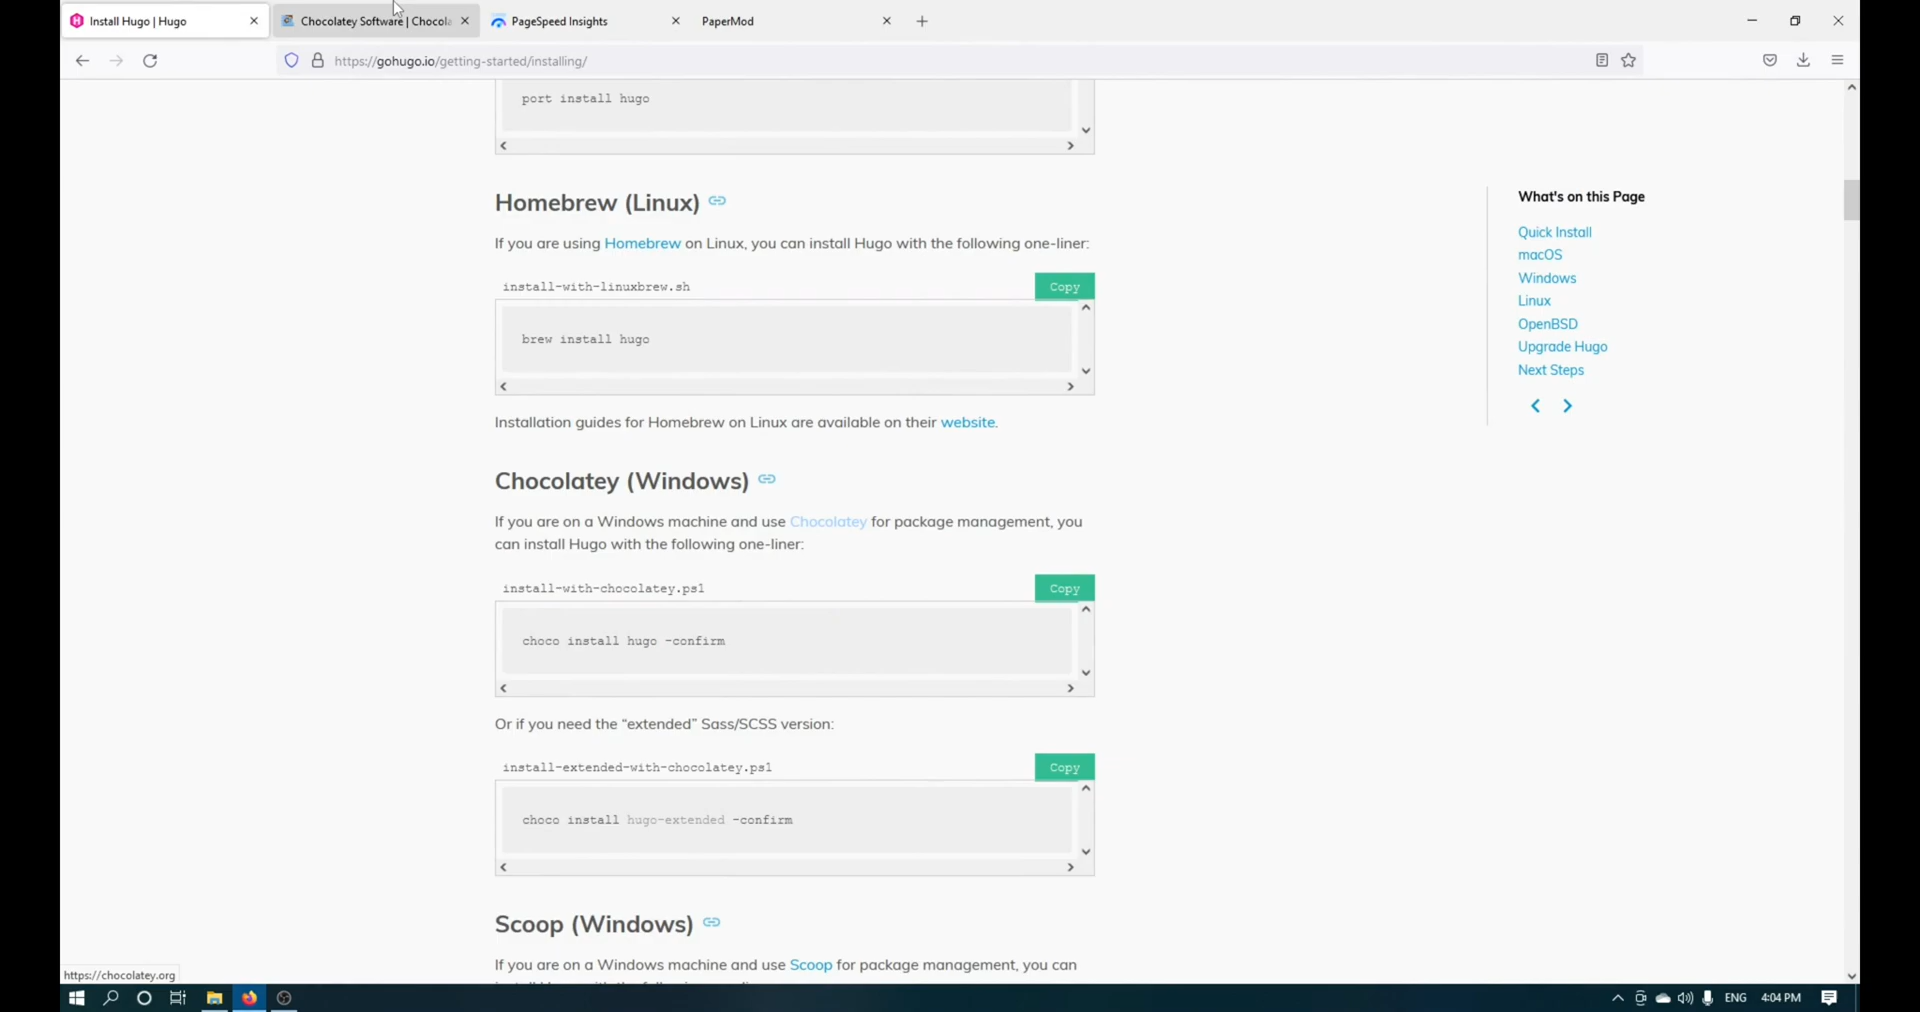 Install Hugo | Hugo
Chocolatey Software | Chocola
PageSpeed Insights
PaperMod
https://gohugo.io/getting-started/installing/
port install hugo
Homebrew (Linux)
If you are using Homebrew on Linux, you can install Hugo with the following one-liner:
install-with-linuxbrew.sh
Copy
brew install hugo
Installation guides for Homebrew on Linux are available on their website.
Chocolatey (Windows)
If you are on a Windows machine and use Chocolatey for package management, you
can install Hugo with the following one-liner:
install-with-chocolatey.ps1
Copy
choco install hugo -confirm
Or if you need the “extended” Sass/SCSS version:
install-extended-with-chocolatey.ps1
Copy
choco install hugo-extended -confirm
Scoop (Windows)
If you are on a Windows machine and use Scoop for package management, you can
What's on this Page
Quick Install
macOS
Windows
Linux
OpenBSD
Upgrade Hugo
Next Steps
https://chocolatey.org
ENG
4:04 PM